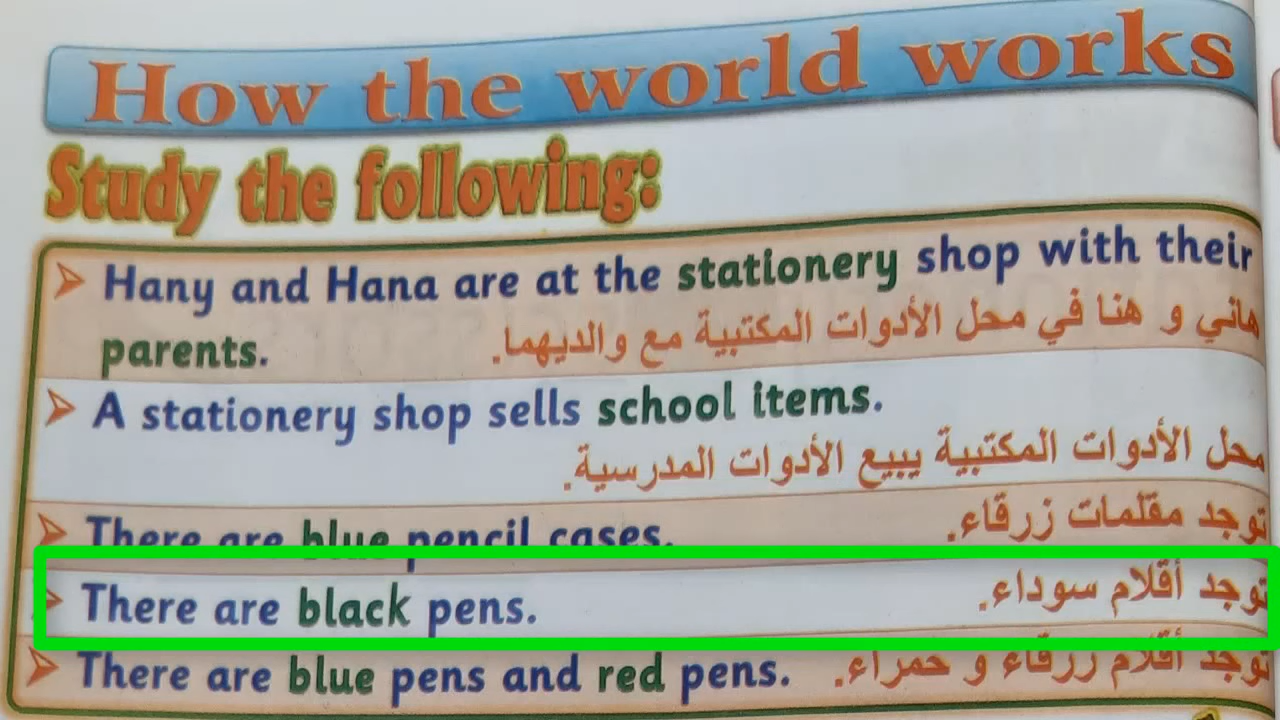 How the world works
Study the following:
Hany and Hana are at the stationery shop with their
هاني و هنا في محل الأدوات المكتبية مع والديهما.
parents.
A stationery shop sells school items.
محل الأدوات المكتبية يبيع الأدوات المدرسية.
There are blue pencil cases. توجد مقلمات زرقاء.
There are black pens. توجد أقلام سوداء.
There are blue pens and red pens. توجد أقلام زرقاء و حمراء.